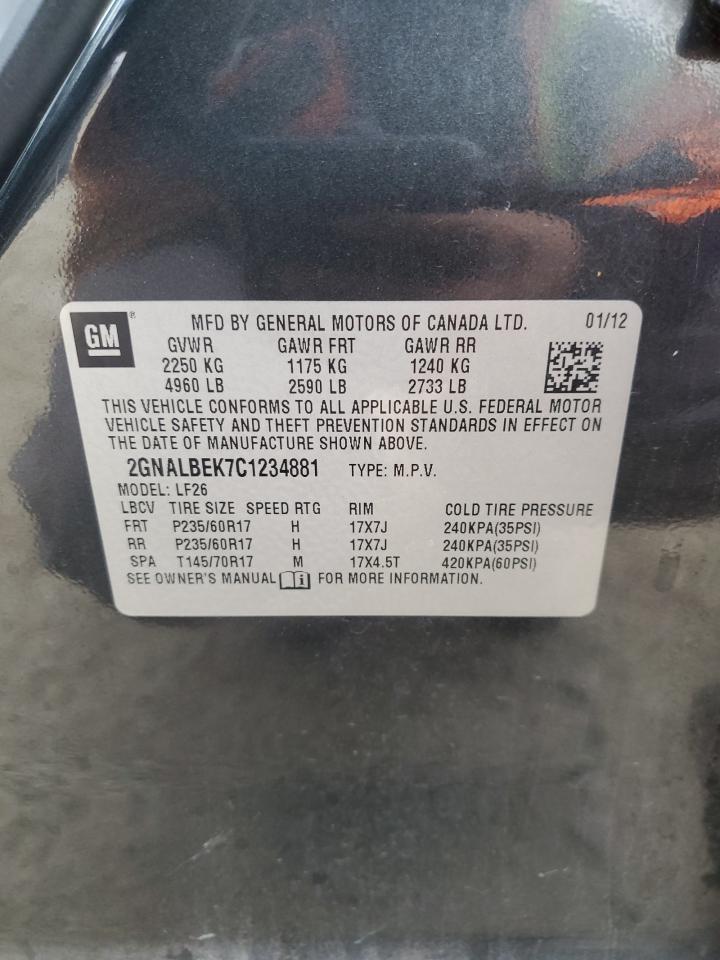 GM ® MFD BY GENERAL MOTORS OF CANADA LTD. 01/12
GVWR GAWR FRT GAWR RR
2250 KG 1175 KG 1240 KG
4960 LB 2590 LB 2733 LB
THIS VEHICLE CONFORMS TO ALL APPLICABLE U.S. FEDERAL MOTOR
VEHICLE SAFETY AND THEFT PREVENTION STANDARDS IN EFFECT ON
THE DATE OF MANUFACTURE SHOWN ABOVE.
2GNALBEK7C1234881 TYPE: M.P.V.
MODEL: LF26
LBCV TIRE SIZE SPEED RTG RIM COLD TIRE PRESSURE
FRT P235/60R17 H 17X7J 240KPA(35PSI)
RR P235/60R17 H 17X7J 240KPA(35PSI)
SPA T145/70R17 M 17X4.5T 420KPA(60PSI)
SEE OWNER'S MANUAL i FOR MORE INFORMATION.